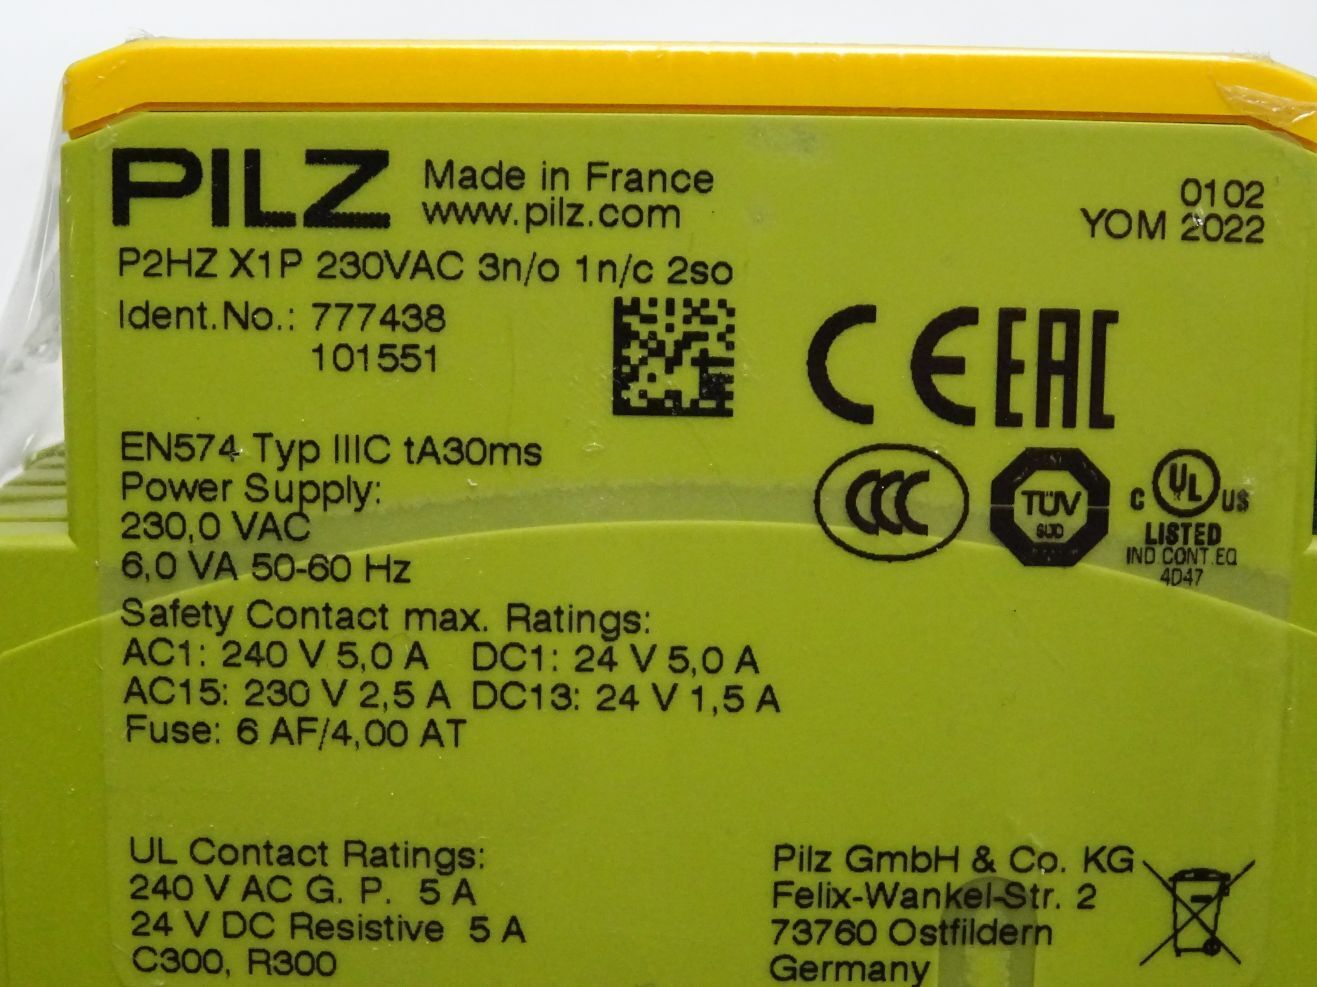 PILZ
Made in France
www.pilz.com
0102
YOM 2022
P2HZ X1P 230VAC 3n/o 1n/c 2so
Ident.No.: 777438
101551
CE EAC
EN574 Typ IIIC tA30ms
Power Supply:
230,0 VAC
6,0 VA 50-60 Hz
CCC
TÜV
SÜD
C UL US
LISTED
IND CONT.EQ
4D47
Safety Contact max. Ratings:
AC1: 240 V 5,0 A DC1: 24 V 5,0 A
AC15: 230 V 2,5 A DC13: 24 V 1,5 A
Fuse: 6 AF/4,00 AT
UL Contact Ratings:
240 V AC G. P. 5 A
24 V DC Resistive 5 A
C300, R300
Pilz GmbH & Co. KG
Felix-Wankel-Str. 2
73760 Ostfildern
Germany